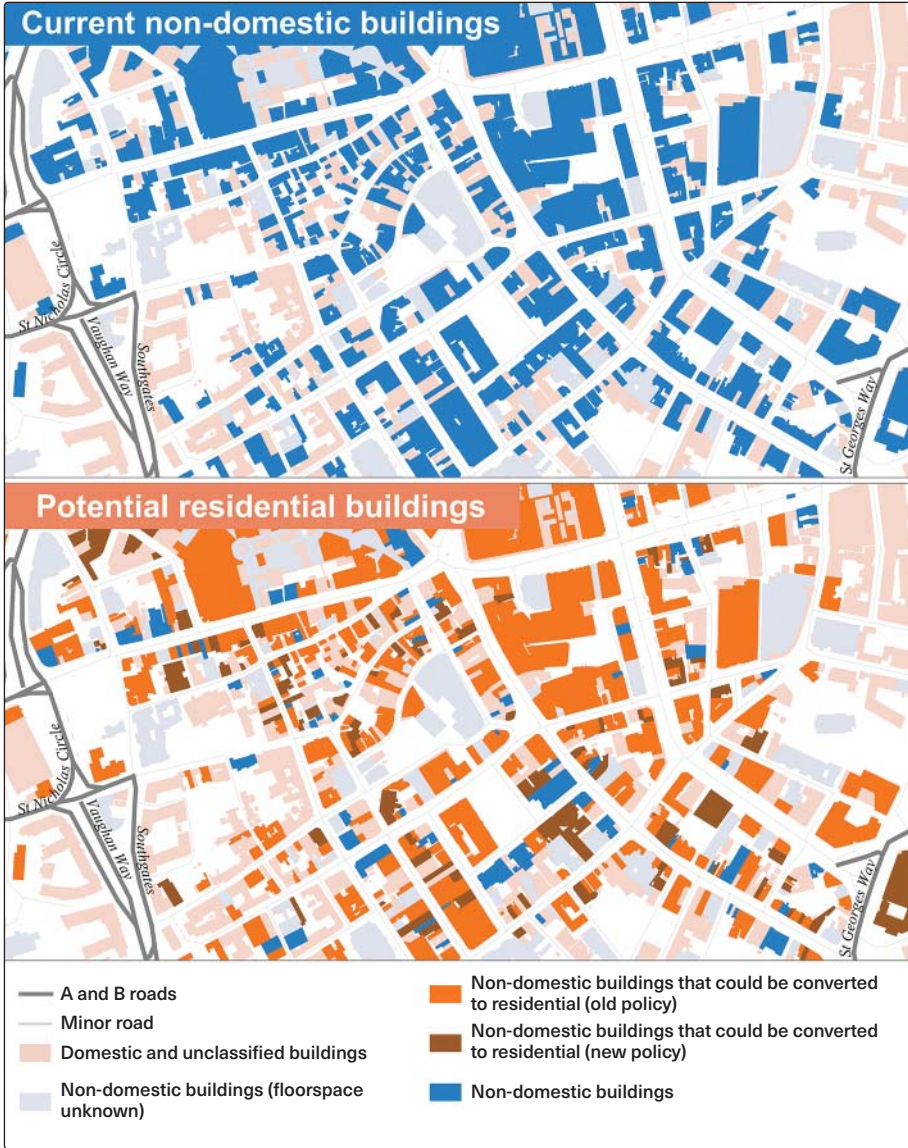 Current non-domestic buildings
St Nicholas Circle
Vaughan Way
Southgates
St Georges Way
Potential residential buildings
St Nicholas Circle
Vaughan Way
Southgates
St Georges Way
A and B roads
Minor road
Domestic and unclassified buildings
Non-domestic buildings (floorspace
unknown)
Non-domestic buildings that could be converted
to residential (old policy)
Non-domestic buildings that could be converted
to residential (new policy)
Non-domestic buildings